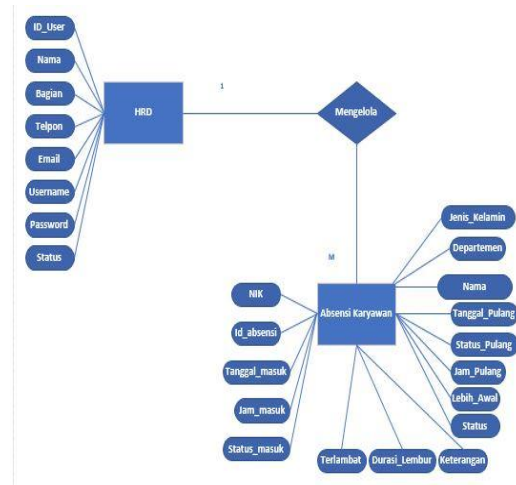 ID_User
Nama
Bagian
Telpon
Email
Username
Password
Status
HRD
1
Mengelola
M
Absensi Karyawan
NIK
Id_absensi
Tanggal_masuk
Jam_masuk
Status_masuk
Jenis_Kelamin
Departemen
Nama
Tanggal_Pulang
Status_Pulang
Jam_Pulang
Lebih_Awal
Status
Terlambat
Durasi_Lembur
Keterangan